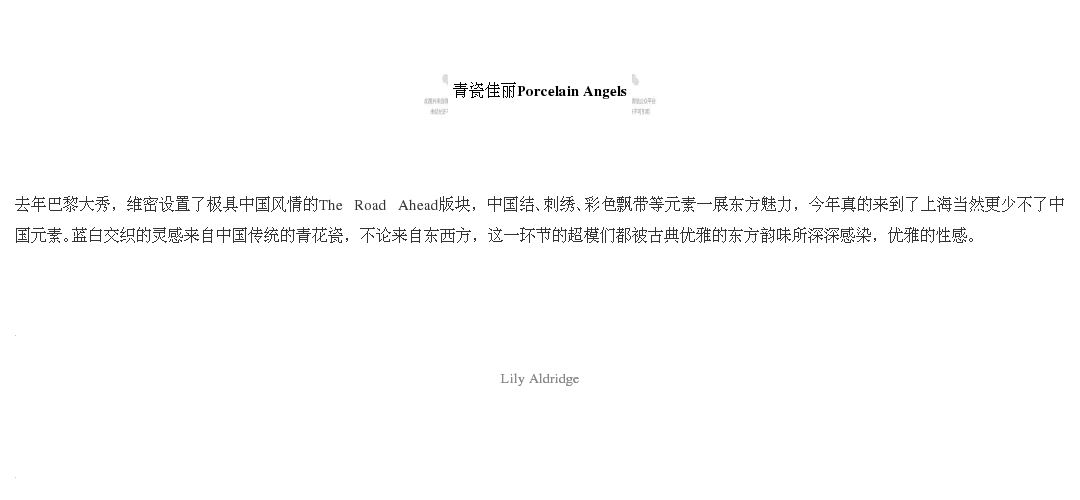 青瓷佳丽Porcelain Angels
去年巴黎大秀，维密设置了极具中国风情的The Road Ahead版块，中国结、刺绣、彩色飘带等元素一展东方魅力，今年真的来到了上海当然更少不了中
国元素。蓝白交织的灵感来自中国传统的青花瓷，不论来自东西方，这一环节的超模们都被古典优雅的东方韵味所深深感染，优雅的性感。
Lily Aldridge